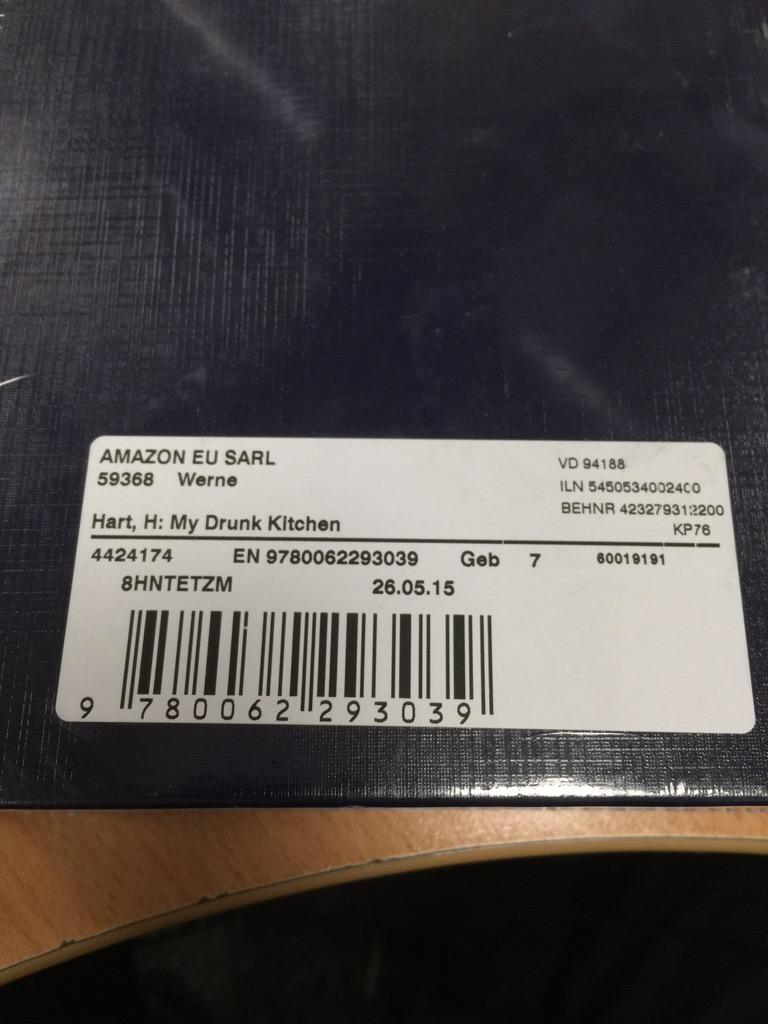 AMAZON EU SARL
59368 Werne
VD 94188
ILN 5450534002400
BEHNR 423279312200
KP76
Hart, H: My Drunk Kitchen
4424174 EN 9780062293039 Geb 7 60019191
8HNTETZM 26.05.15
9 780062 293039